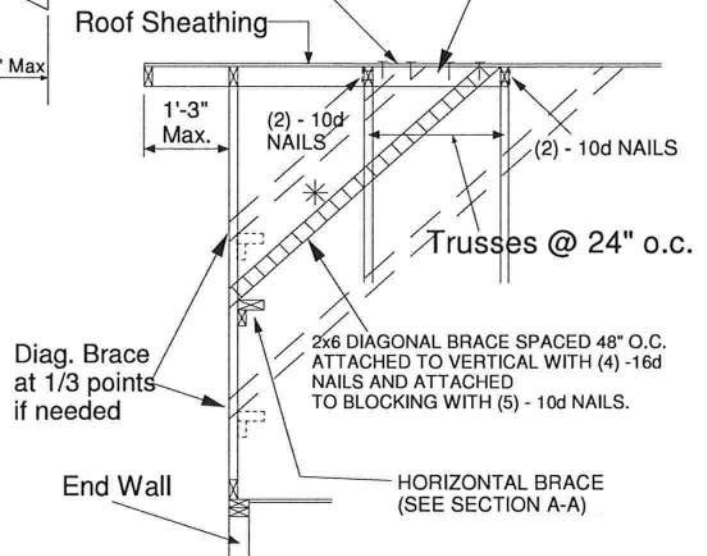 Roof Sheathing
' Max
1'-3"
Max.
(2) - 10d
NAILS
(2) - 10d NAILS
Trusses @ 24" o.c.
2x6 DIAGONAL BRACE SPACED 48" O.C.
ATTACHED TO VERTICAL WITH (4) -16d
NAILS AND ATTACHED
TO BLOCKING WITH (5) - 10d NAILS.
Diag. Brace
at 1/3 points
if needed
End Wall
HORIZONTAL BRACE
(SEE SECTION A-A)